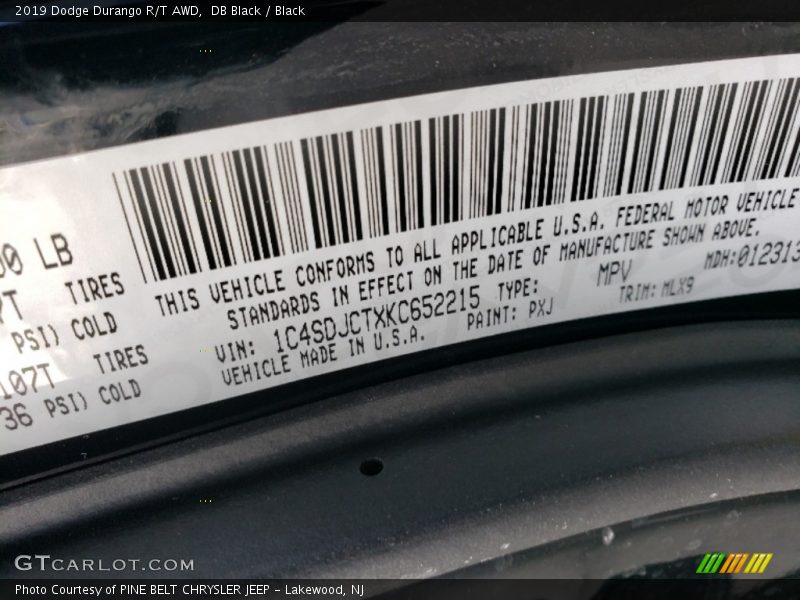 2019 Dodge Durango R/T AWD,  DB Black / Black
LB
TIRES
PSI) COLD
107T TIRES
36 PSI) COLD
THIS VEHICLE CONFORMS TO ALL APPLICABLE U.S.A. FEDERAL MOTOR VEHICLE
STANDARDS IN EFFECT ON THE DATE OF MANUFACTURE SHOWN ABOVE.
VIN: 1C4SDJCTXKC652215 TYPE: MPV MDH:012313
VEHICLE MADE IN U.S.A. PAINT: PXJ TRIM: MLX9
GTCARLOT.COM
Photo Courtesy of PINE BELT CHRYSLER JEEP - Lakewood, NJ